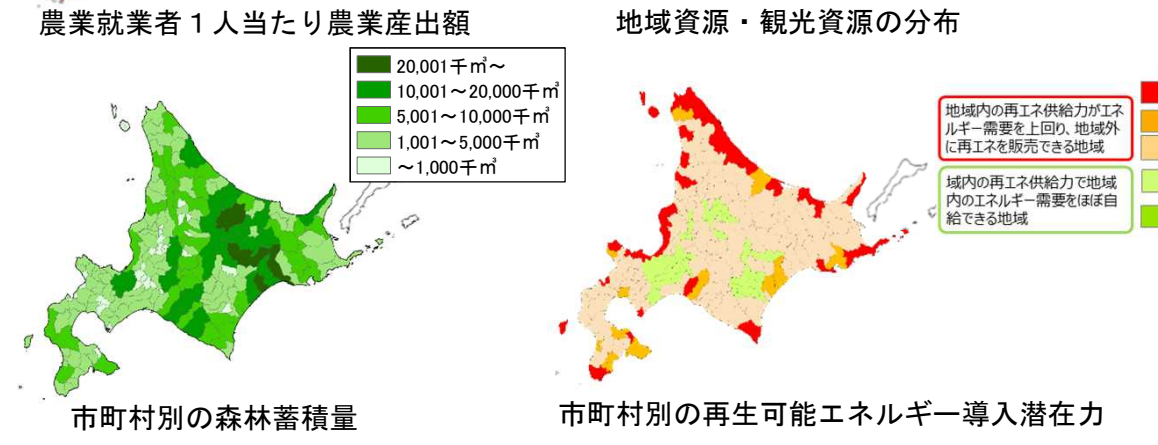 農業就業者１人当たり農業産出額
地域資源・観光資源の分布
20,001千㎥～
10,001～20,000千㎥
5,001～10,000千㎥
1,001～5,000千㎥
～1,000千㎥
地域内の再エネ供給力がエネ
ルギー需要を上回り、地域外
に再エネを販売できる地域
域内の再エネ供給力で地域
内のエネルギー需要をほぼ自
給できる地域
市町村別の森林蓄積量
市町村別の再生可能エネルギー導入潜在力